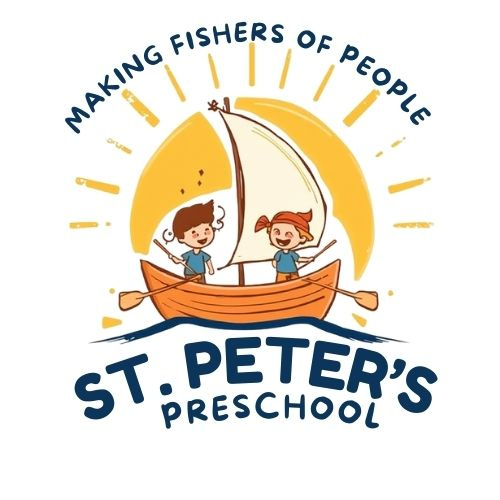 MAKING FISHERS OF PEOPLE
ST. PETER'S
PRESCHOOL